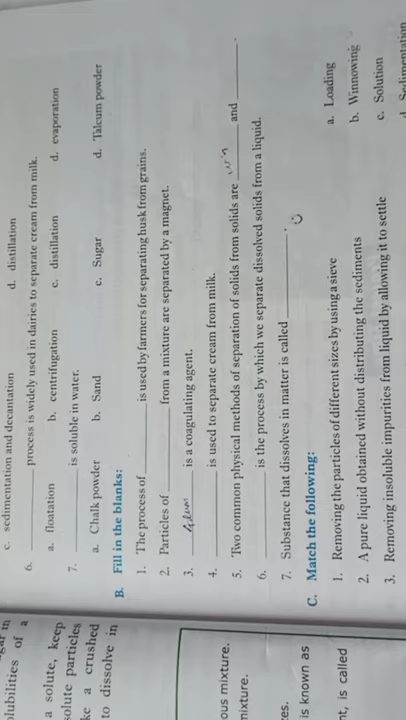 c. sedimentation and decantation d. distillation
6. ________ process is widely used in dairies to separate cream from milk.
a. floatation b. centrifugation c. distillation d. evaporation
7. ________ is soluble in water.
a. Chalk powder b. Sand c. Sugar d. Talcum powder
B. Fill in the blanks:
1. The process of ________ is used by farmers for separating husk from grains.
2. Particles of ________ from a mixture are separated by a magnet.
3. Alum is a coagulating agent.
4. ________ is used to separate cream from milk.
5. Two common physical methods of separation of solids from solids are ________ and ________.
6. ________ is the process by which we separate dissolved solids from a liquid.
7. Substance that dissolves in matter is called ________.
C. Match the following:
1. Removing the particles of different sizes by using a sieve a. Loading
2. A pure liquid obtained without distributing the sediments b. Winnowing
3. Removing insoluble impurities from liquid by allowing it to settle c. Solution
d. Sedimentation
lubilities of a
a solute, keep
solute particles
a crushed
to dissolve in
ous mixture.
mixture.
is known as
nt, is called